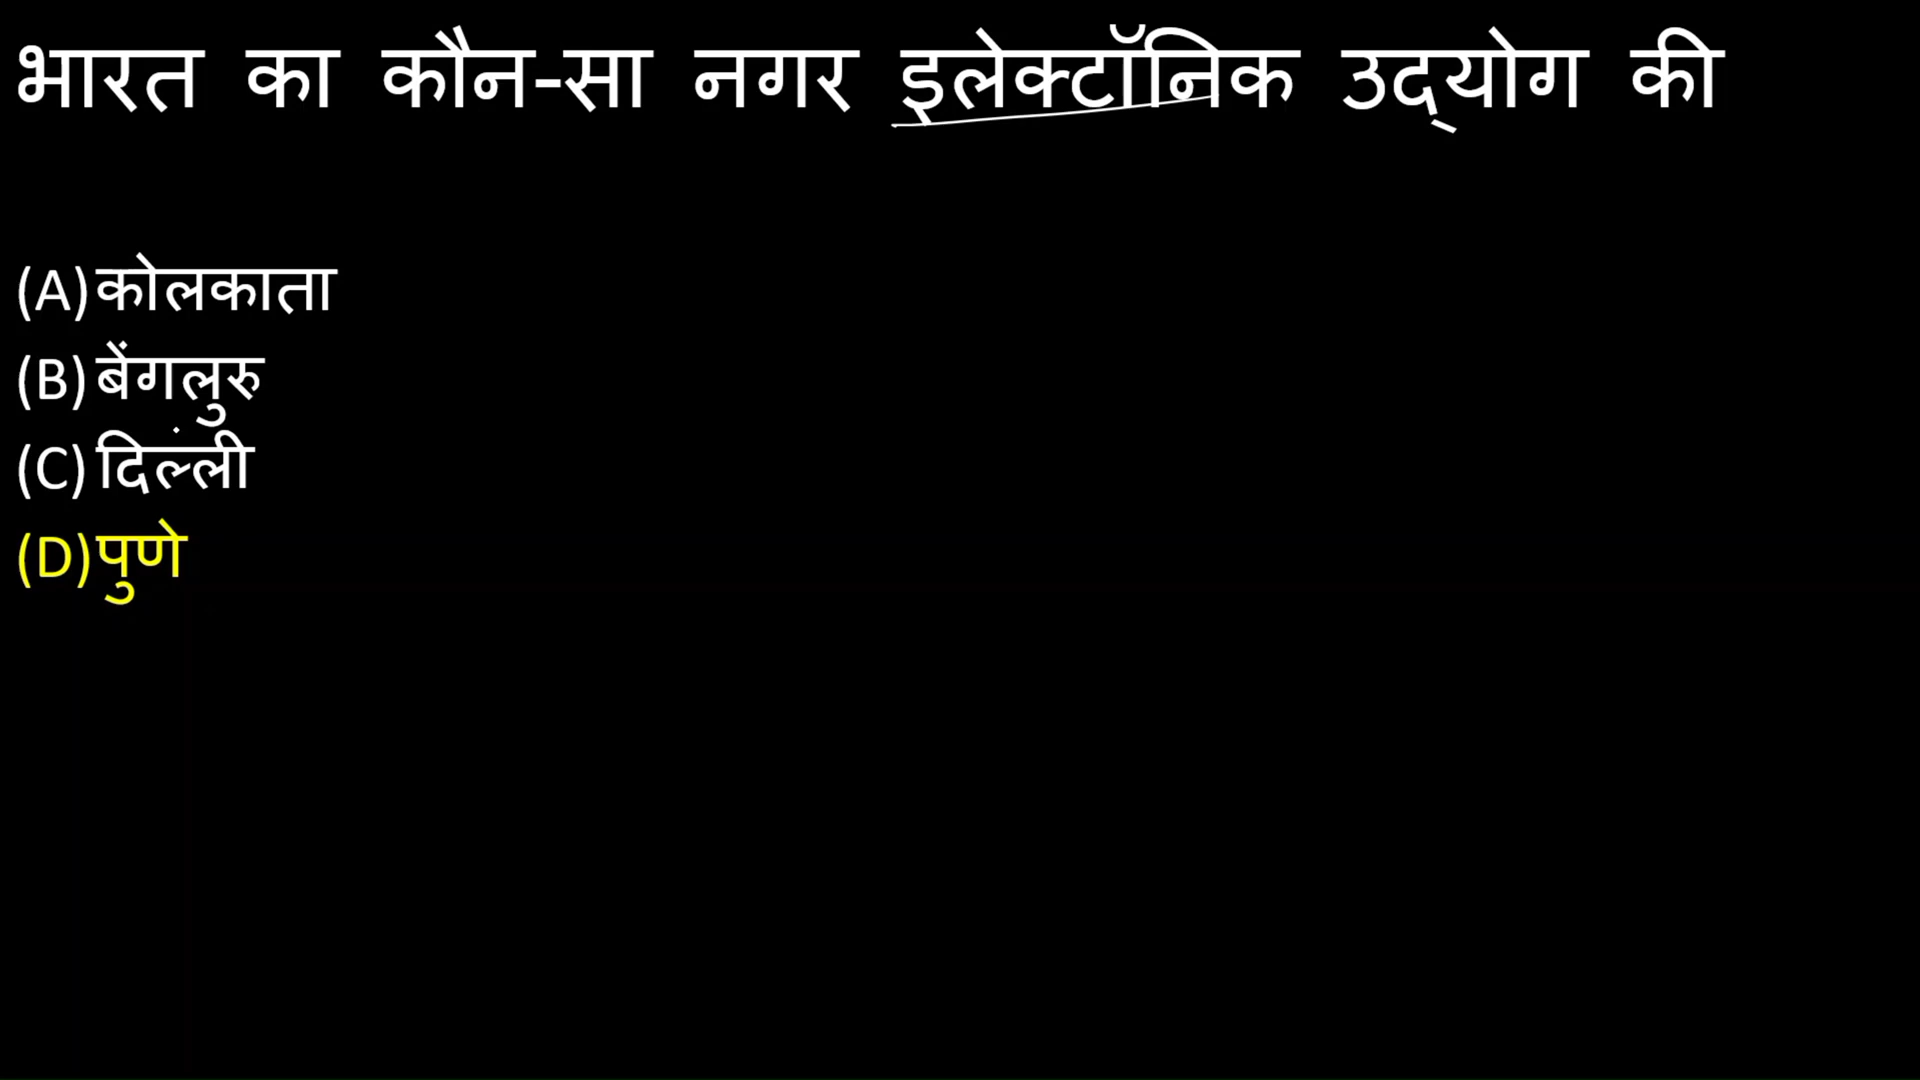 भारत का कौन-सा नगर इलेक्टॉनिक उद्‌योग की
(A) कोलकाता
(B) बेंगलुरु
(C) दिल्ली
(D) पुणे